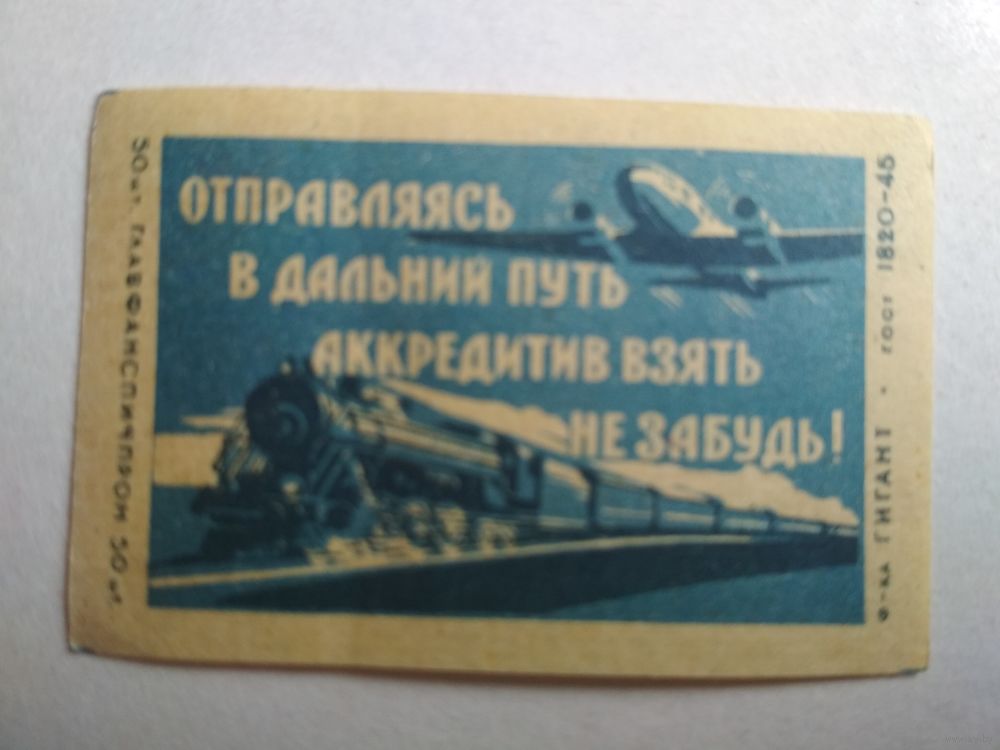 ОТПРАВЛЯЯСЬ
В ДАЛЬНИЙ ПУТЬ
АККРЕДИТИВ ВЗЯТЬ
НЕ ЗАБУДЬ!
50 шт. ГЛАВФАНСПИЧПРОМ 50 шт.
Ф-КА ГИГАНТ · ГОСТ 1820-45